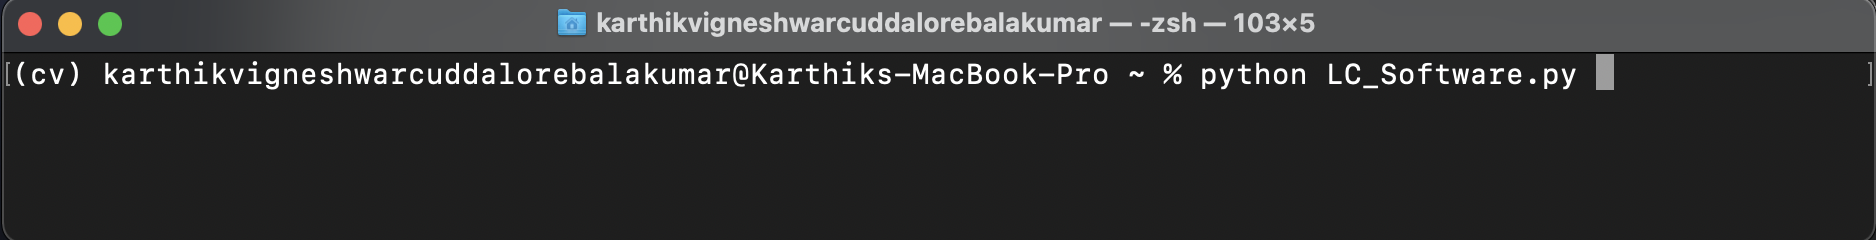 karthikvigneshwarcuddalorebalakumar — -zsh — 103×5
[(cv) karthikvigneshwarcuddalorebalakumar@Karthiks-MacBook-Pro ~ % python LC_Software.py ]